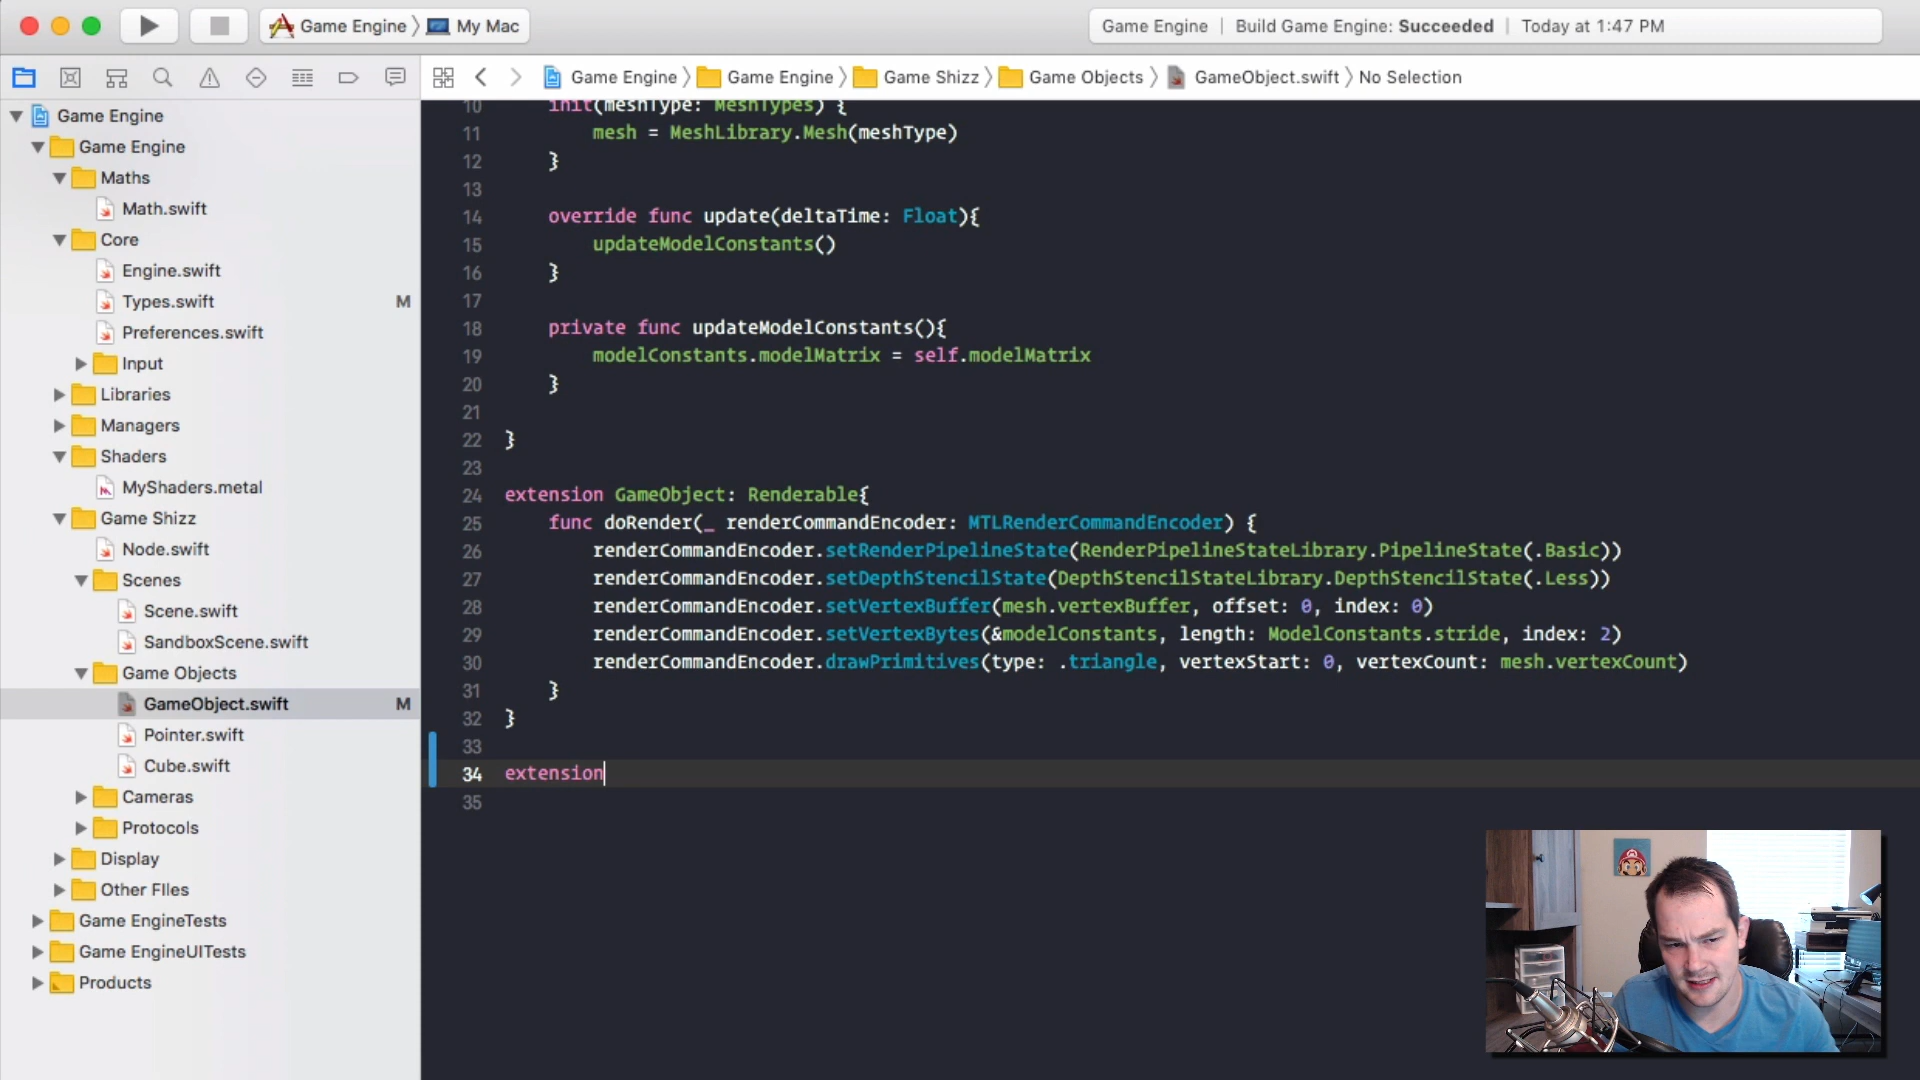 Game Engine
My Mac
Game Engine | Build Game Engine: Succeeded | Today at 1:47 PM
Game Engine
Game Engine
Game Shizz
Game Objects
GameObject.swift
No Selection
Game Engine
Game Engine
Maths
Math.swift
Core
Engine.swift
Types.swift M
Preferences.swift
Input
Libraries
Managers
Shaders
MyShaders.metal
Game Shizz
Node.swift
Scenes
Scene.swift
SandboxScene.swift
Game Objects
GameObject.swift M
Pointer.swift
Cube.swift
Cameras
Protocols
Display
Other FIles
Game EngineTests
Game EngineUITests
Products
10 init(meshType: MeshTypes) {
11 mesh = MeshLibrary.Mesh(meshType)
12 }
13
14 override func update(deltaTime: Float){
15 updateModelConstants()
16 }
17
18 private func updateModelConstants(){
19 modelConstants.modelMatrix = self.modelMatrix
20 }
21
22 }
23
24 extension GameObject: Renderable{
25 func doRender(_ renderCommandEncoder: MTLRenderCommandEncoder) {
26 renderCommandEncoder.setRenderPipelineState(RenderPipelineStateLibrary.PipelineState(.Basic))
27 renderCommandEncoder.setDepthStencilState(DepthStencilStateLibrary.DepthStencilState(.Less))
28 renderCommandEncoder.setVertexBuffer(mesh.vertexBuffer, offset: 0, index: 0)
29 renderCommandEncoder.setVertexBytes(&modelConstants, length: ModelConstants.stride, index: 2)
30 renderCommandEncoder.drawPrimitives(type: .triangle, vertexStart: 0, vertexCount: mesh.vertexCount)
31 }
32 }
33
34 extension
35